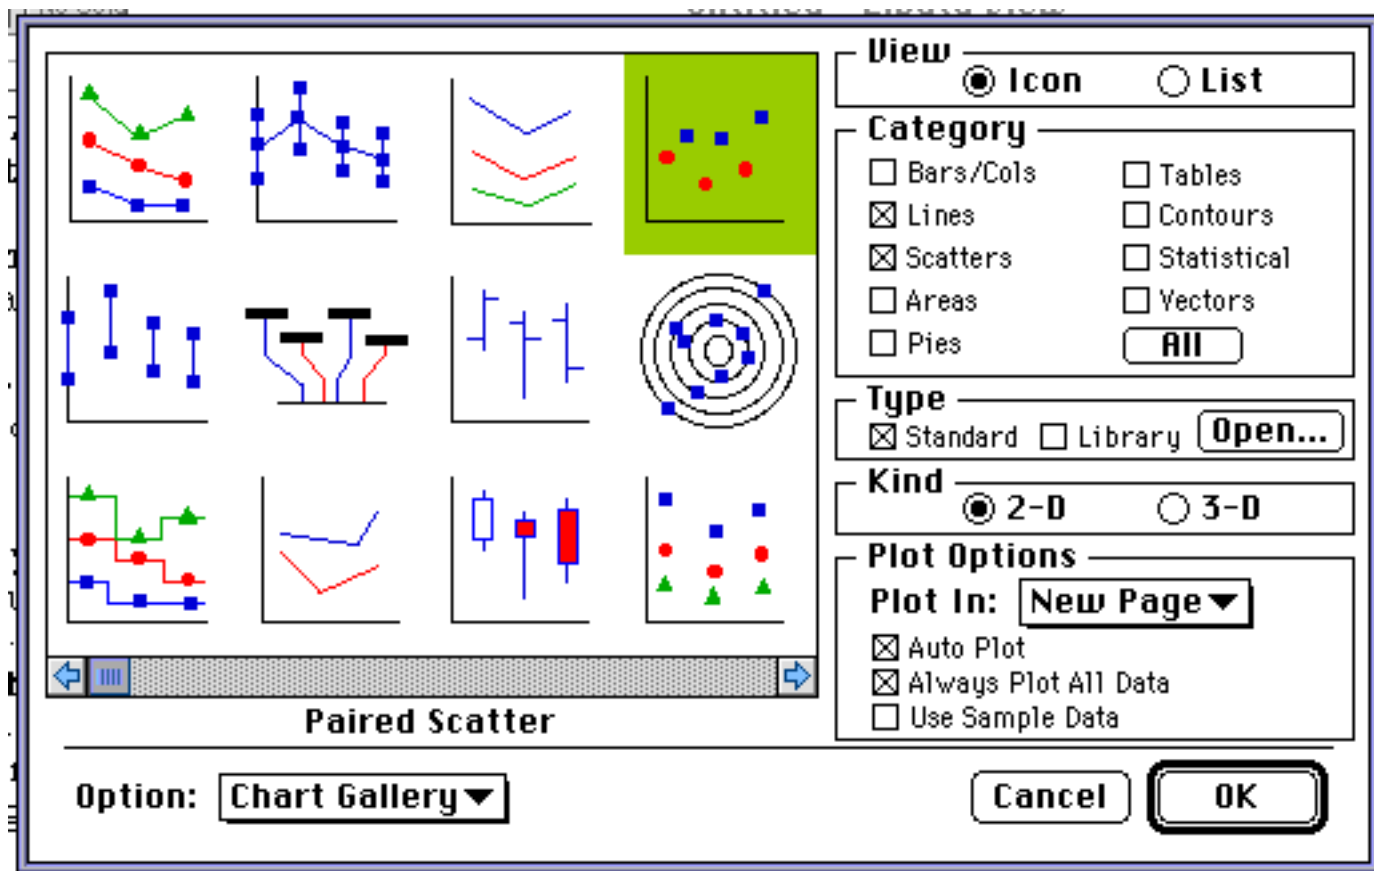 View
Icon
List
Category
Bars/Cols
Tables
Lines
Contours
Scatters
Statistical
Areas
Vectors
Pies
All
Type
Standard
Library
Open...
Kind
2-D
3-D
Plot Options
Plot In: New Page
Auto Plot
Always Plot All Data
Use Sample Data
Paired Scatter
Option: Chart Gallery
Cancel
OK